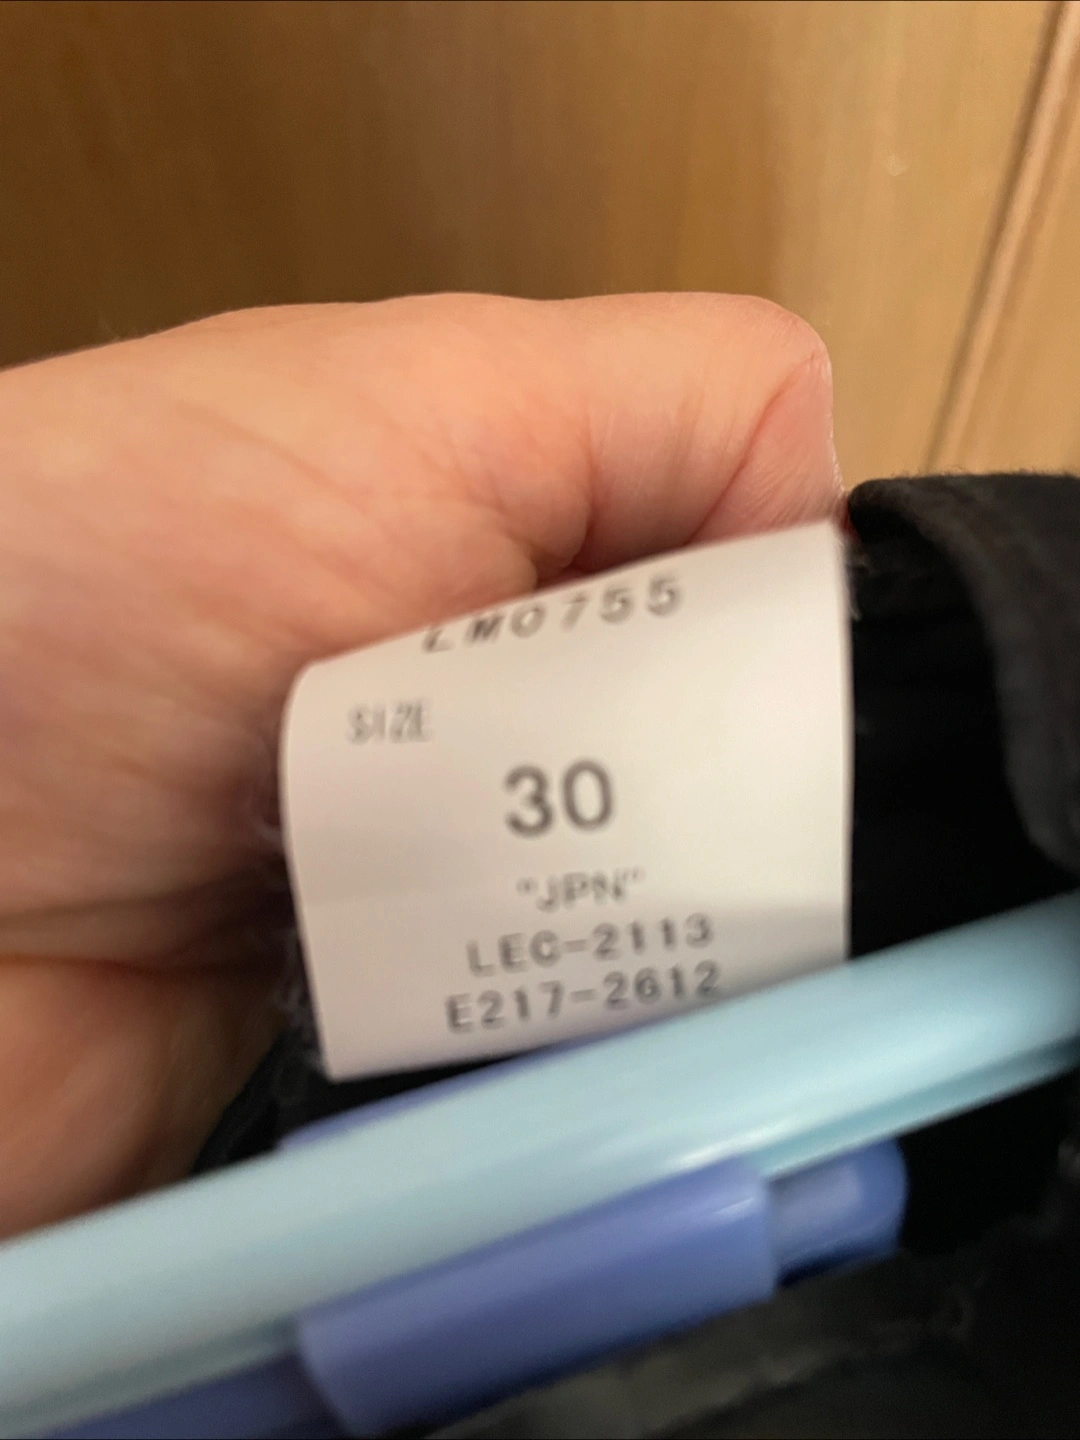 LM0755
SIZE
30
"JPN"
LEC-2113
E217-2612